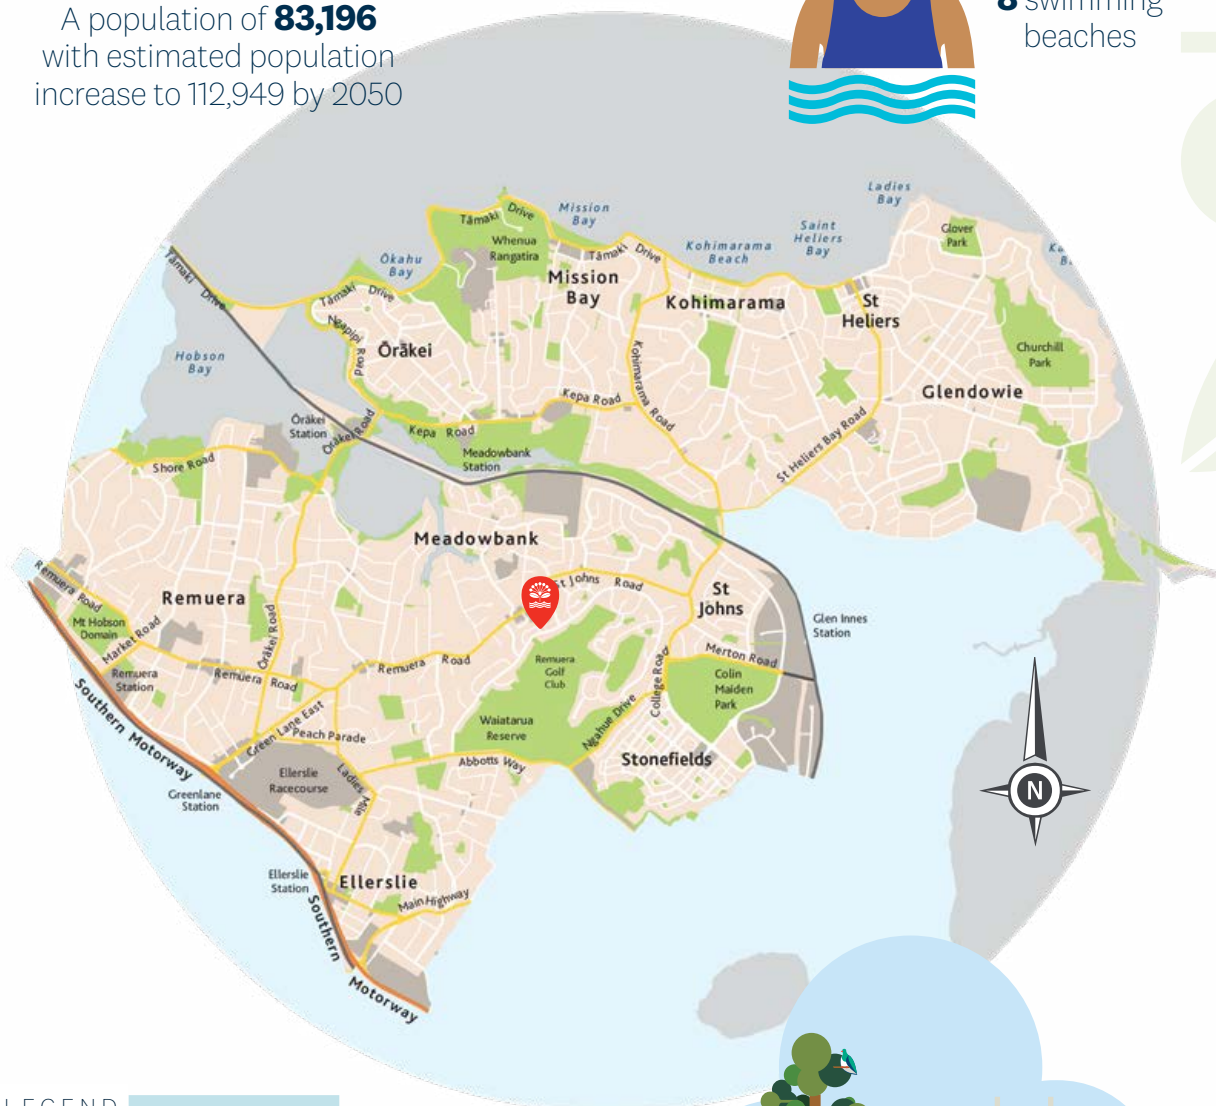 A population of 83,196
with estimated population
increase to 112,949 by 2050
8 swimming
beaches
Ladies
Bay
Tāmaki Drive
Mission
Bay
Saint
Heliers
Bay
Glover
Park
Whenua
Rangatira
Tāmaki Drive
Kohimarama
Beach
Ōkahu
Bay
Tāmaki Drive
Mission
Bay
Tāmaki Drive
Kohimarama
St
Heliers
Ngapipi Road
Ōrākei
Hobson
Bay
Kohimarama Road
Churchill
Park
Glendowie
Kepa Road
Ōrākei
Station
Ōrākei Road
Kepa Road
St Heliers Bay Road
Meadowbank
Station
Shore Road
Meadowbank
Remuera Road
St Johns Road
St
Johns
Remuera
Mt Hobson
Domain
Market Road
Ōrākei Road
Glen Innes
Station
Merton Road
Remuera Road
Remuera
Golf
Club
College Road
Remuera
Station
Remuera Road
Colin
Maiden
Park
Southern Motorway
Green Lane East
Peach Parade
Waiatarua
Reserve
Ngahue Drive
Stonefields
Abbotts Way
Ellerslie
Racecourse
Ladies Mile
Greenlane
Station
N
Ellerslie
Station
Ellerslie
Main Highway
Southern
Motorway
LEGEND